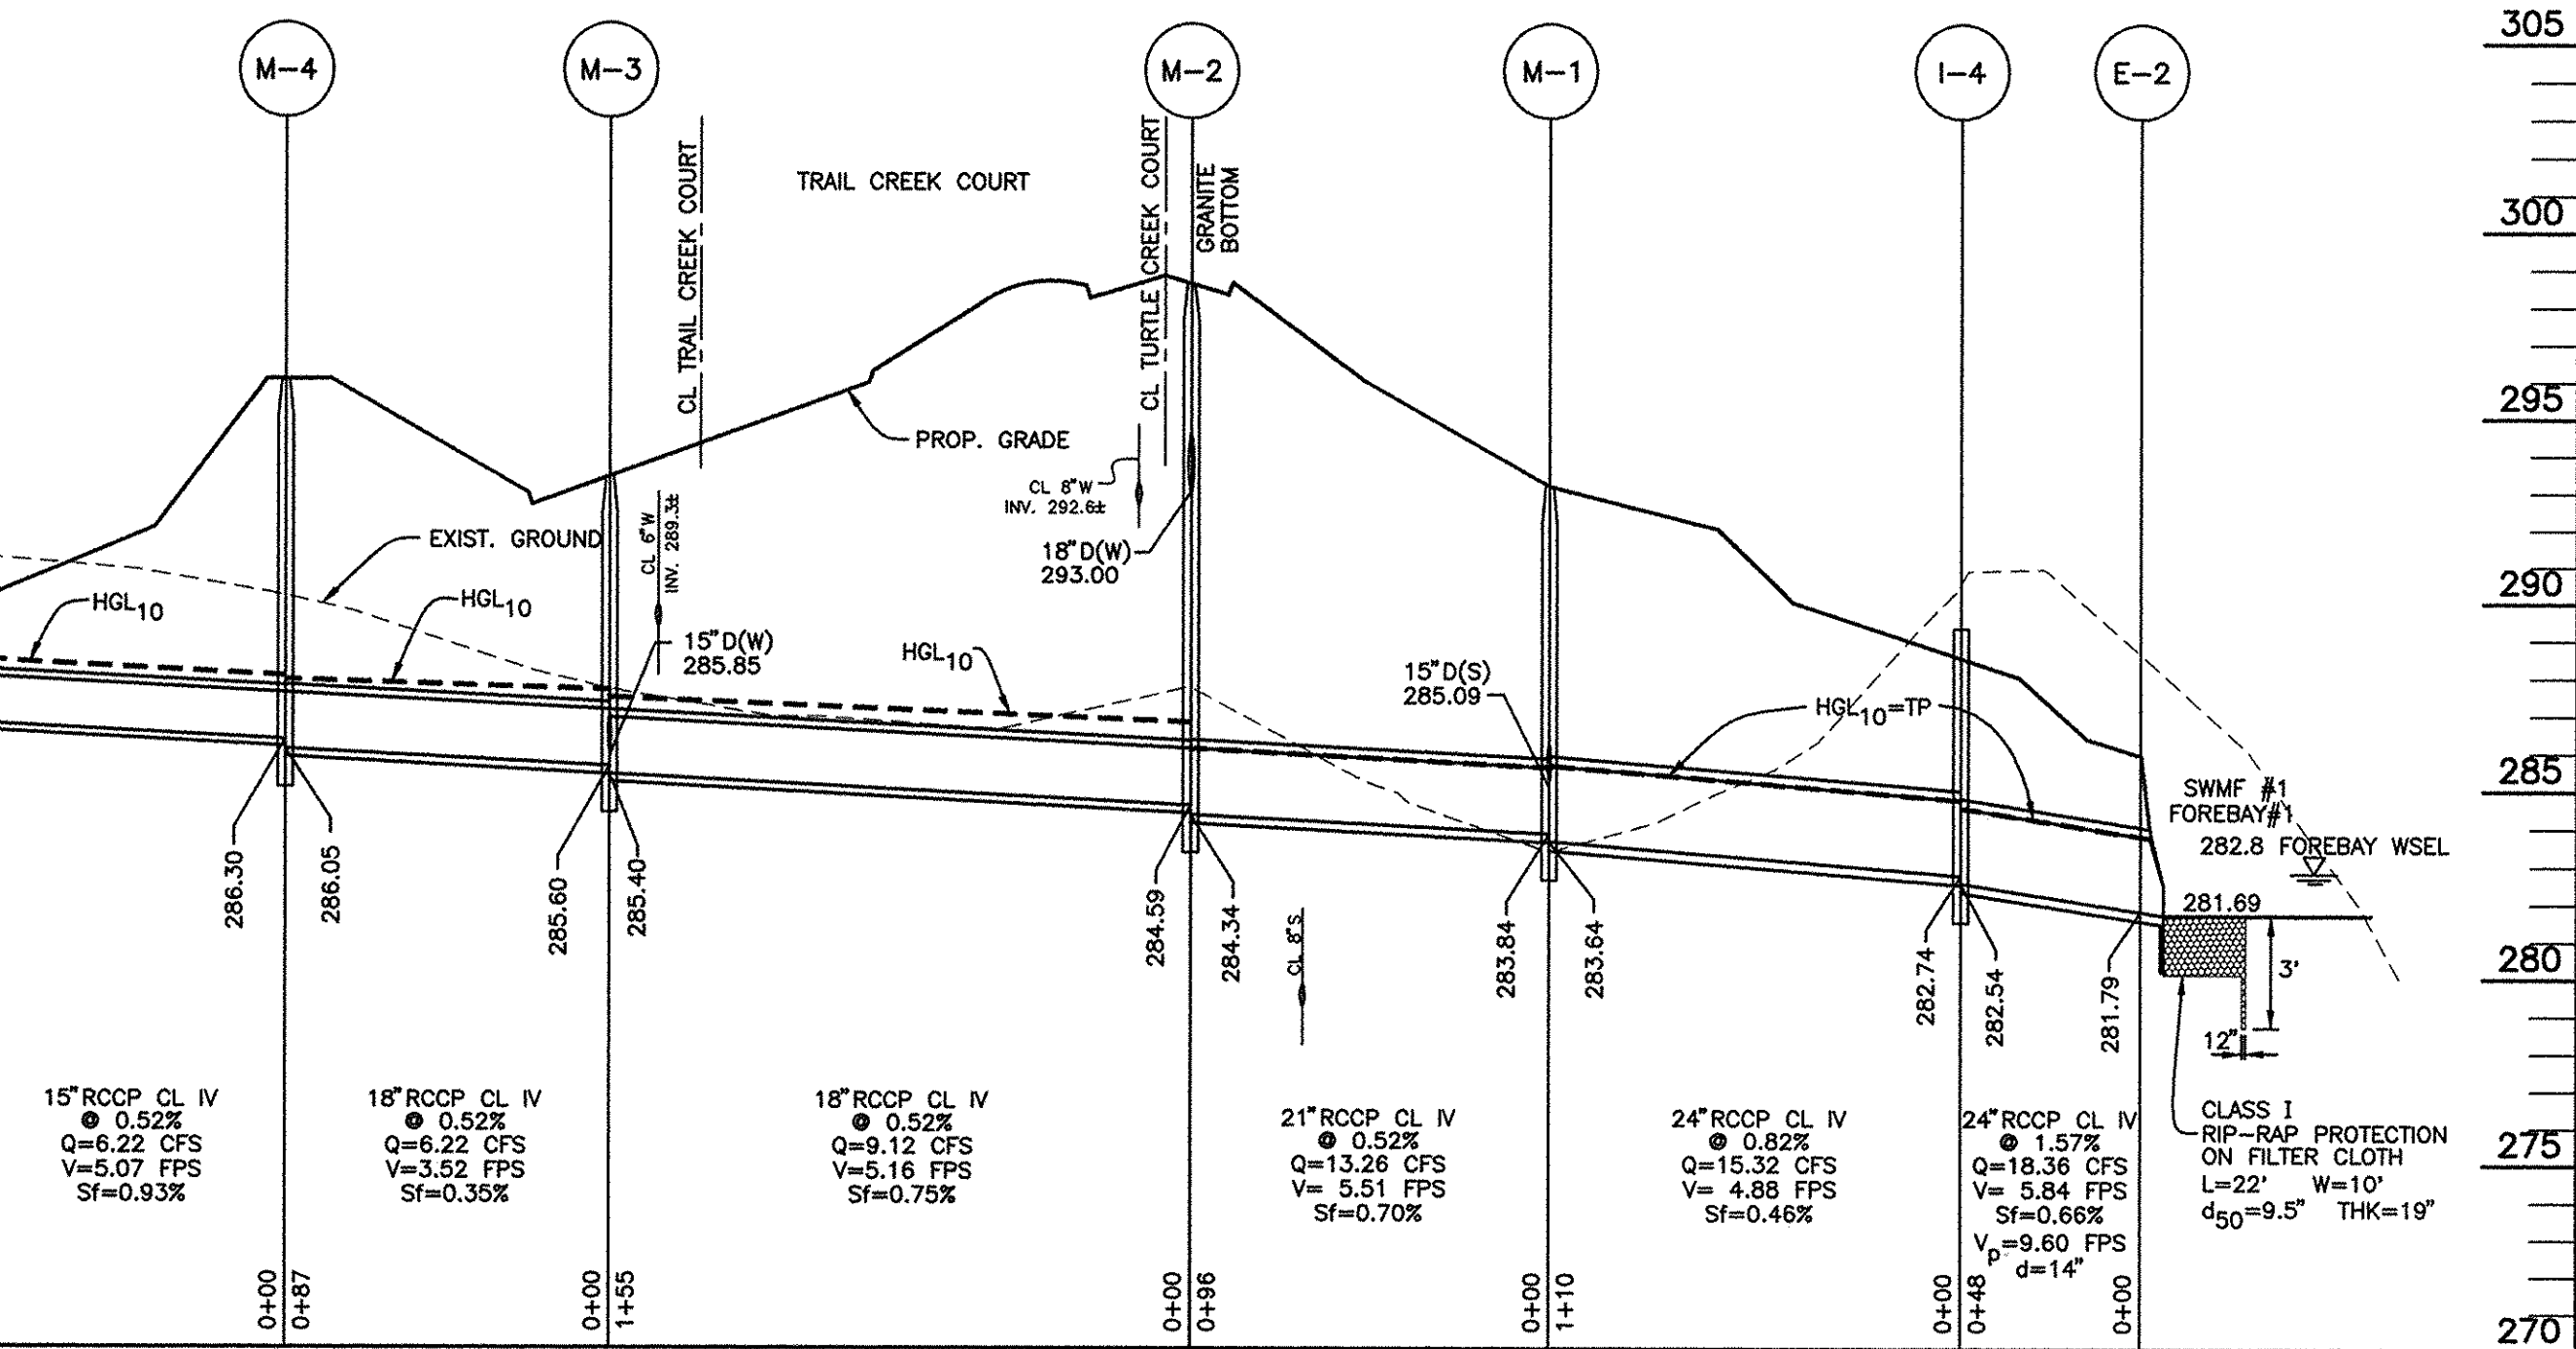 M-4
M-3
M-2
M-1
I-4
E-2
305
300
295
290
285
280
275
270
CL TRAIL CREEK COURT
TRAIL CREEK COURT
CL TURTLE CREEK COURT
GRANITE
BOTTOM
PROP. GRADE
CL 8"W
INV. 292.6±
18"D(W)
293.00
EXIST. GROUND
CL 6"W
INV. 289.3±
HGL10
HGL10
15"D(W)
285.85
HGL10
15"D(S)
285.09
HGL10=TP
SWMF #1
FOREBAY#1
282.8 FOREBAY WSEL
281.69
286.30
286.05
285.60
285.40
284.59
284.34
CL 8"S
283.84
283.64
282.74
282.54
281.79
3'
12"
15"RCCP CL IV
@ 0.52%
Q=6.22 CFS
V=5.07 FPS
Sf=0.93%
18"RCCP CL IV
@ 0.52%
Q=6.22 CFS
V=3.52 FPS
Sf=0.35%
18"RCCP CL IV
@ 0.52%
Q=9.12 CFS
V=5.16 FPS
Sf=0.75%
21"RCCP CL IV
@ 0.52%
Q=13.26 CFS
V= 5.51 FPS
Sf=0.70%
24"RCCP CL IV
@ 0.82%
Q=15.32 CFS
V= 4.88 FPS
Sf=0.46%
24"RCCP CL IV
@ 1.57%
Q=18.36 CFS
V= 5.84 FPS
Sf=0.66%
Vp=9.60 FPS
d=14"
CLASS I
RIP-RAP PROTECTION
ON FILTER CLOTH
L=22' W=10'
d50=9.5" THK=19"
0+00
0+87
0+00
1+55
0+00
0+96
0+00
1+10
0+00
0+48
0+00